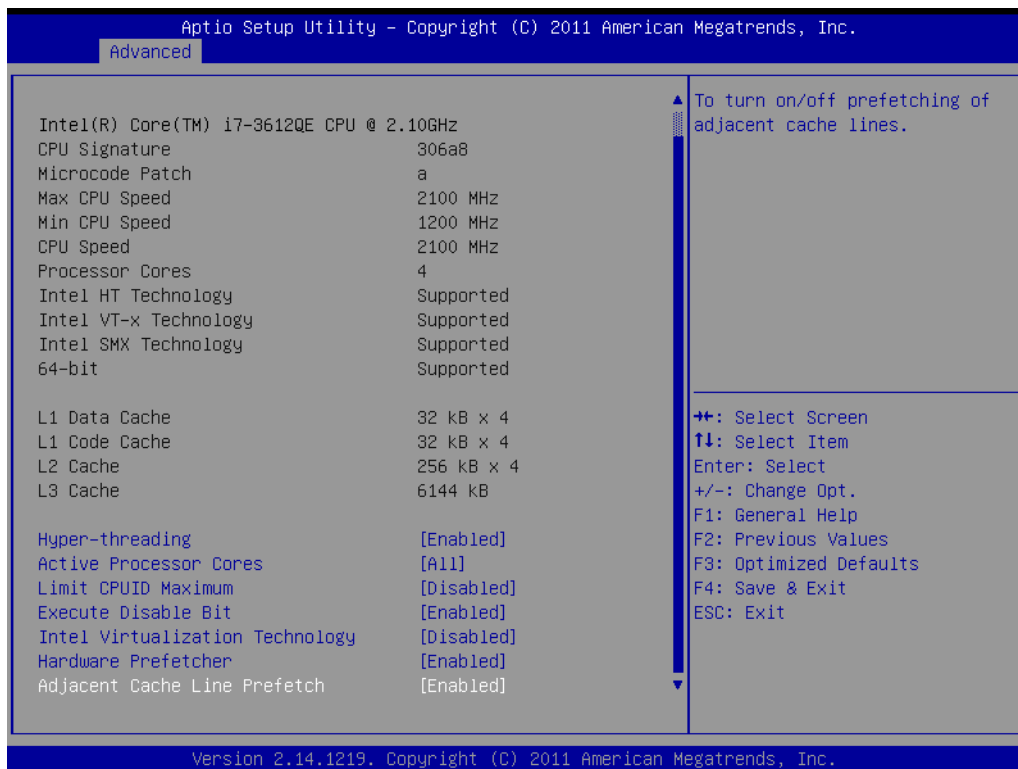 Aptio Setup Utility – Copyright (C) 2011 American Megatrends, Inc.
Advanced
Intel(R) Core(TM) i7-3612QE CPU @ 2.10GHz
CPU Signature 306a8
Microcode Patch a
Max CPU Speed 2100 MHz
Min CPU Speed 1200 MHz
CPU Speed 2100 MHz
Processor Cores 4
Intel HT Technology Supported
Intel VT-x Technology Supported
Intel SMX Technology Supported
64-bit Supported
L1 Data Cache 32 kB x 4
L1 Code Cache 32 kB x 4
L2 Cache 256 kB x 4
L3 Cache 6144 kB
Hyper-threading [Enabled]
Active Processor Cores [All]
Limit CPUID Maximum [Disabled]
Execute Disable Bit [Enabled]
Intel Virtualization Technology [Disabled]
Hardware Prefetcher [Enabled]
Adjacent Cache Line Prefetch [Enabled]
To turn on/off prefetching of
adjacent cache lines.
→←: Select Screen
↑↓: Select Item
Enter: Select
+/-: Change Opt.
F1: General Help
F2: Previous Values
F3: Optimized Defaults
F4: Save & Exit
ESC: Exit
Version 2.14.1219. Copyright (C) 2011 American Megatrends, Inc.